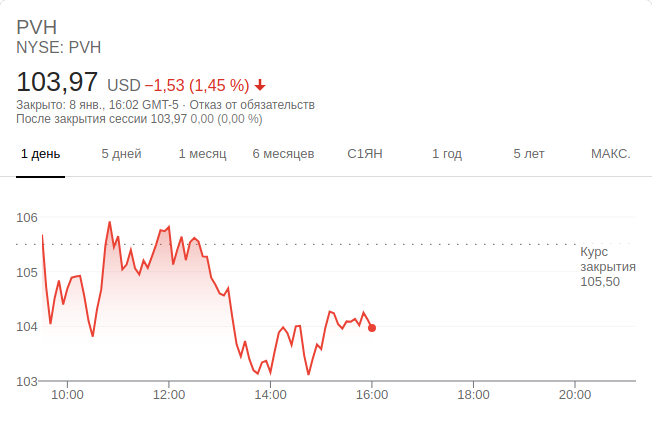 PVH
NYSE: PVH
103,97 USD −1,53 (1,45 %)
Закрыто: 8 янв., 16:02 GMT-5 · Отказ от обязательств
После закрытия сессии 103,97 0,00 (0,00 %)
1 день 5 дней 1 месяц 6 месяцев С1ЯН 1 год 5 лет МАКС.
106
105
104
103
Курс
закрытия
105,50
10:00 12:00 14:00 16:00 18:00 20:00